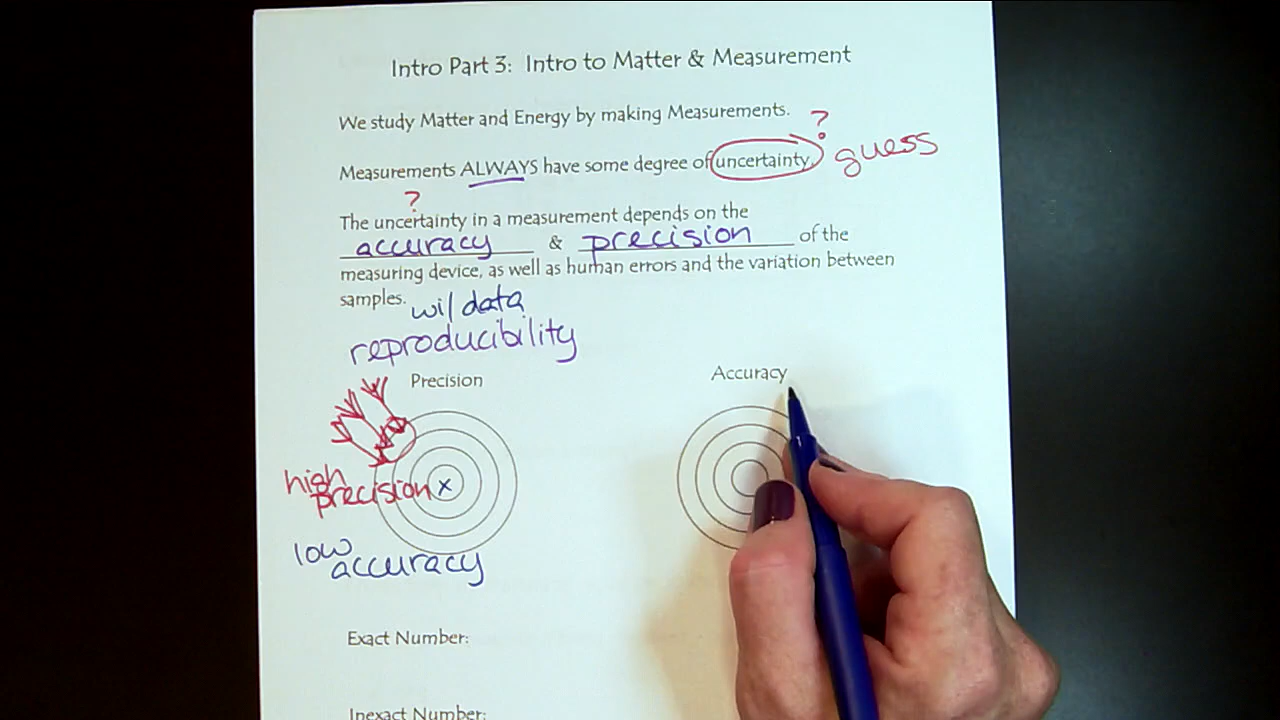 Intro Part 3: Intro to Matter & Measurement
We study Matter and Energy by making Measurements.
?
Measurements ALWAYS have some degree of uncertainty. guess
?
The uncertainty in a measurement depends on the
accuracy & precision of the
measuring device, as well as human errors and the variation between
samples. w/ data
reproducibility
Precision
Accuracy
high
precision x
low
accuracy
Exact Number:
Inexact Number: